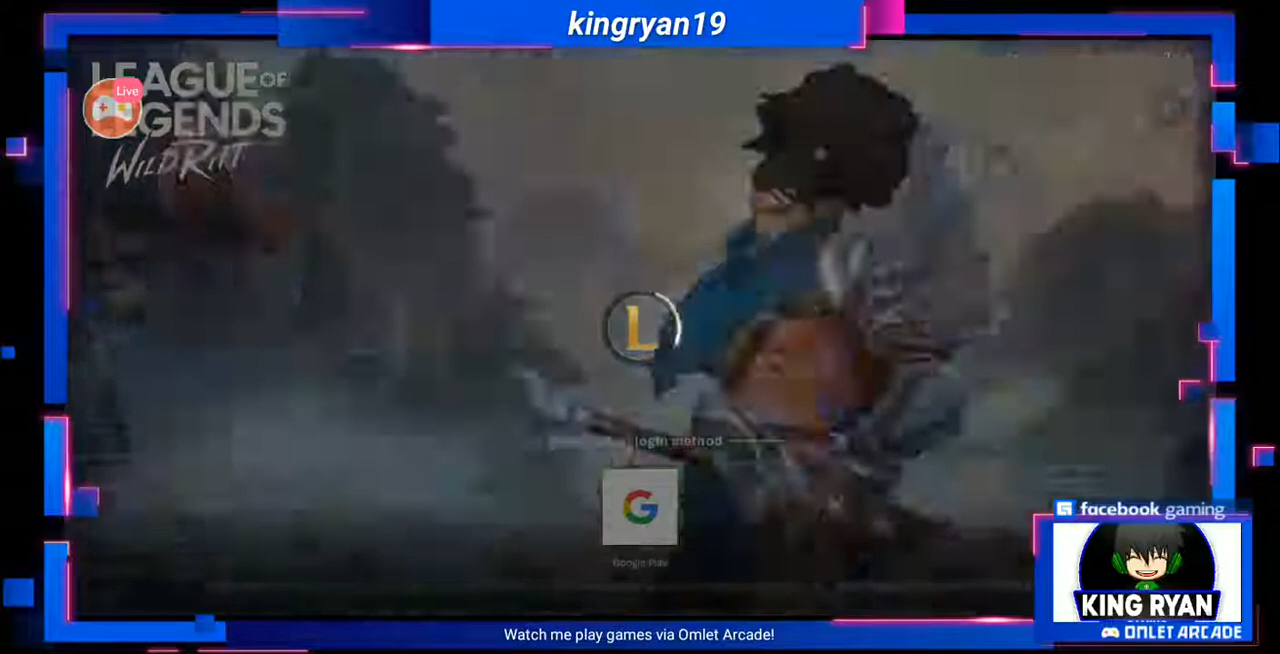 kingryan19
LEAGUE OF
Live
LEGENDS
WILD RIFT
L
login method
G
Google Play
facebook gaming
KING RYAN
OMLET ARCADE
Watch me play games via Omlet Arcade!